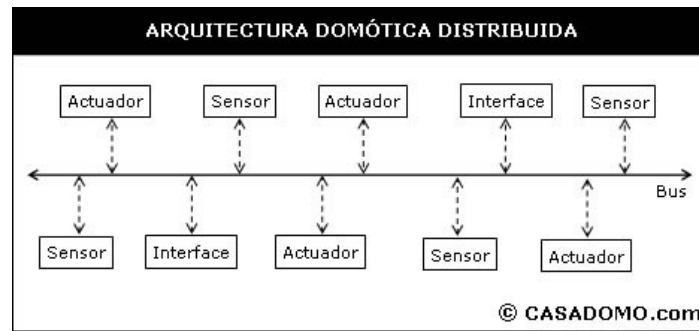 ARQUITECTURA DOMÓTICA DISTRIBUIDA
Actuador Sensor Actuador Interface Sensor
Bus
Sensor Interface Actuador Sensor Actuador
© CASADOMO.com